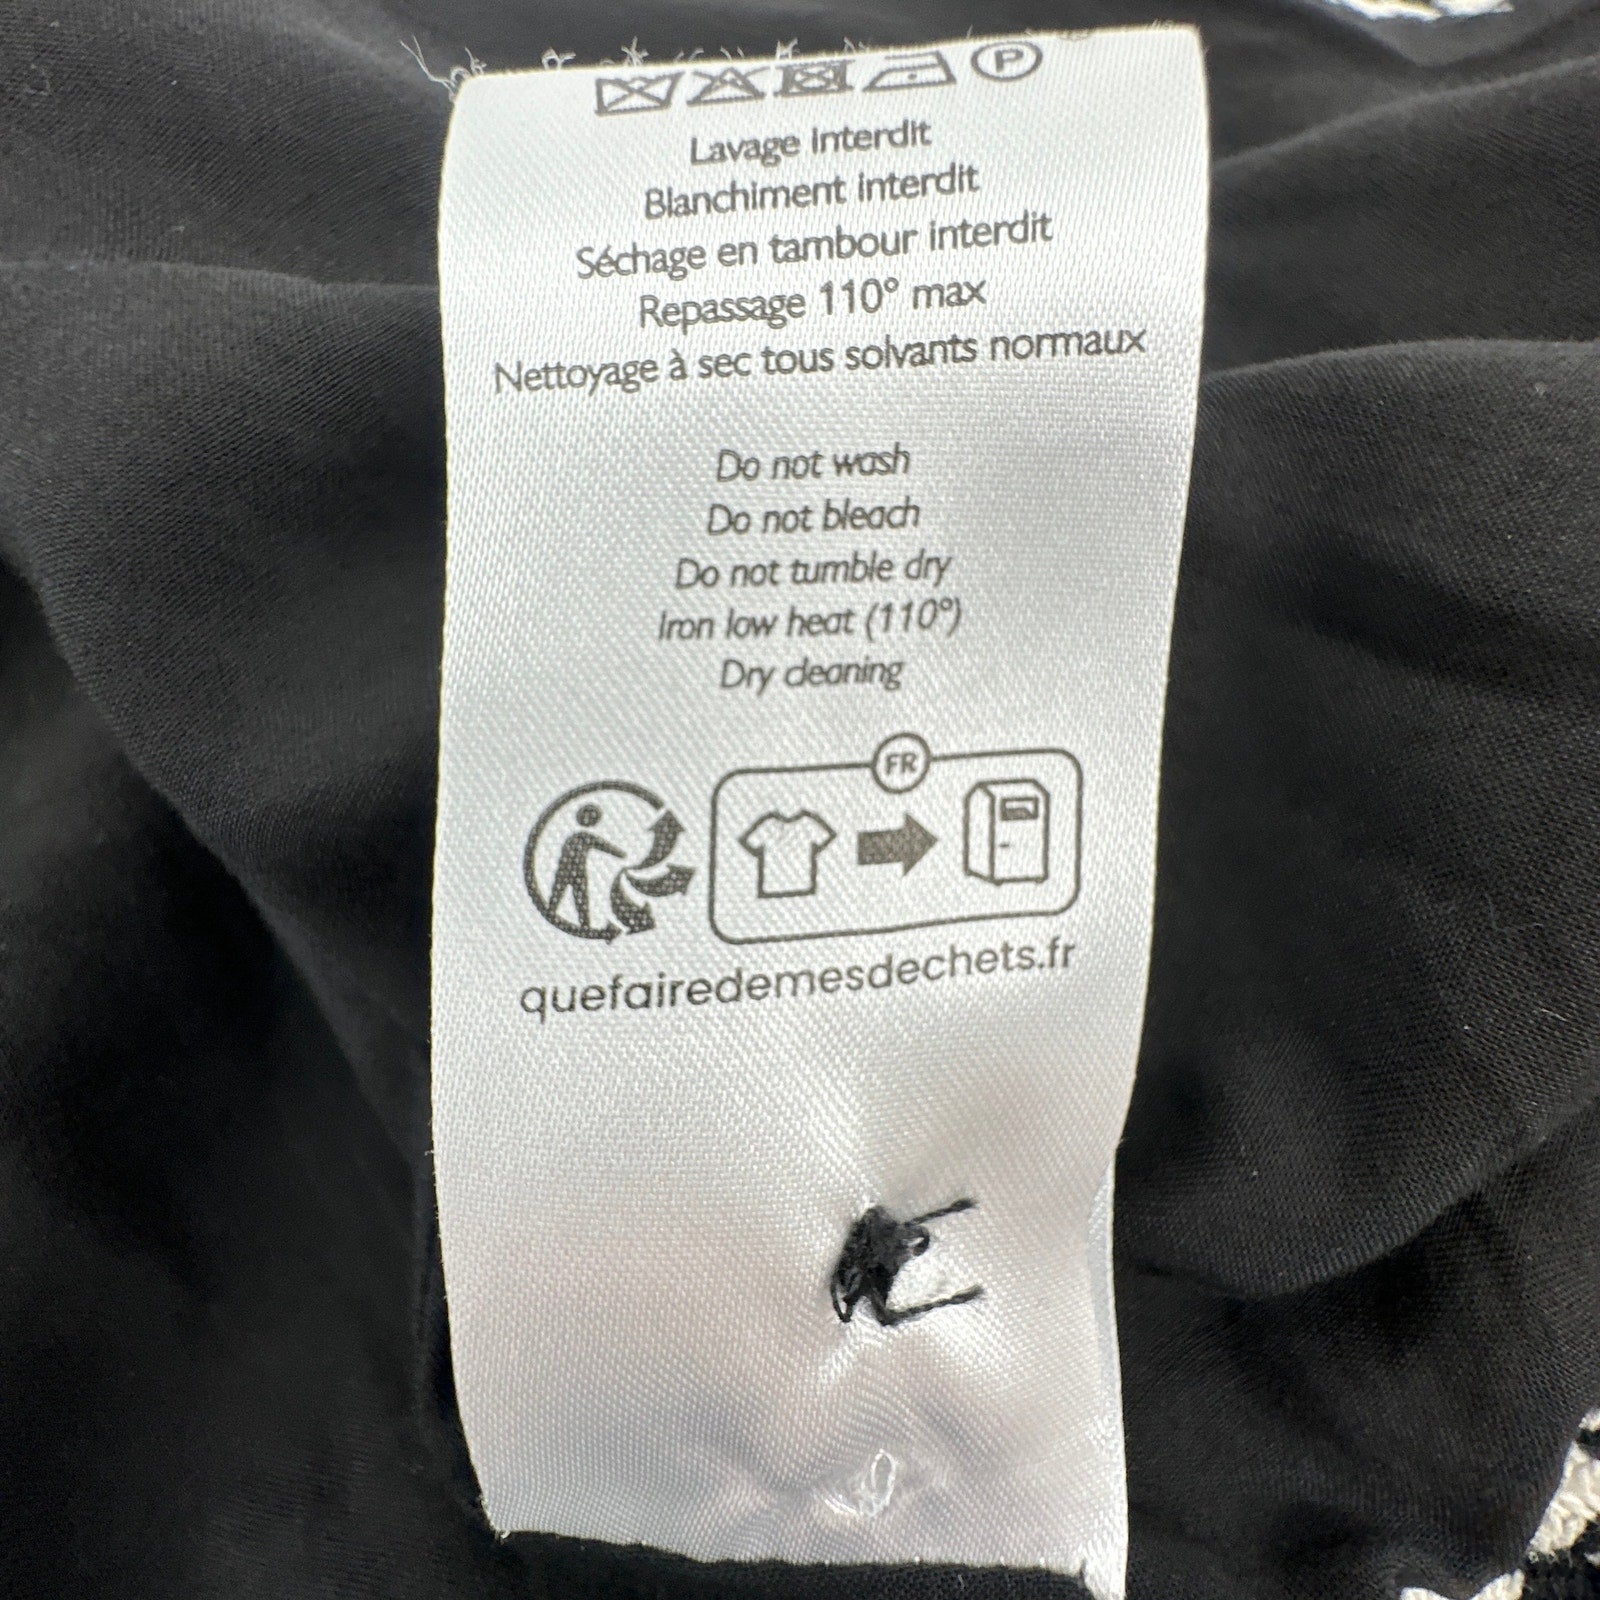 P
Lavage Interdit
Blanchiment interdit
Séchage en tambour interdit
Repassage 110° max
Nettoyage à sec tous solvants normaux
Do not wash
Do not bleach
Do not tumble dry
Iron low heat (110°)
Dry cleaning
FR
quefairedemesdechets.fr